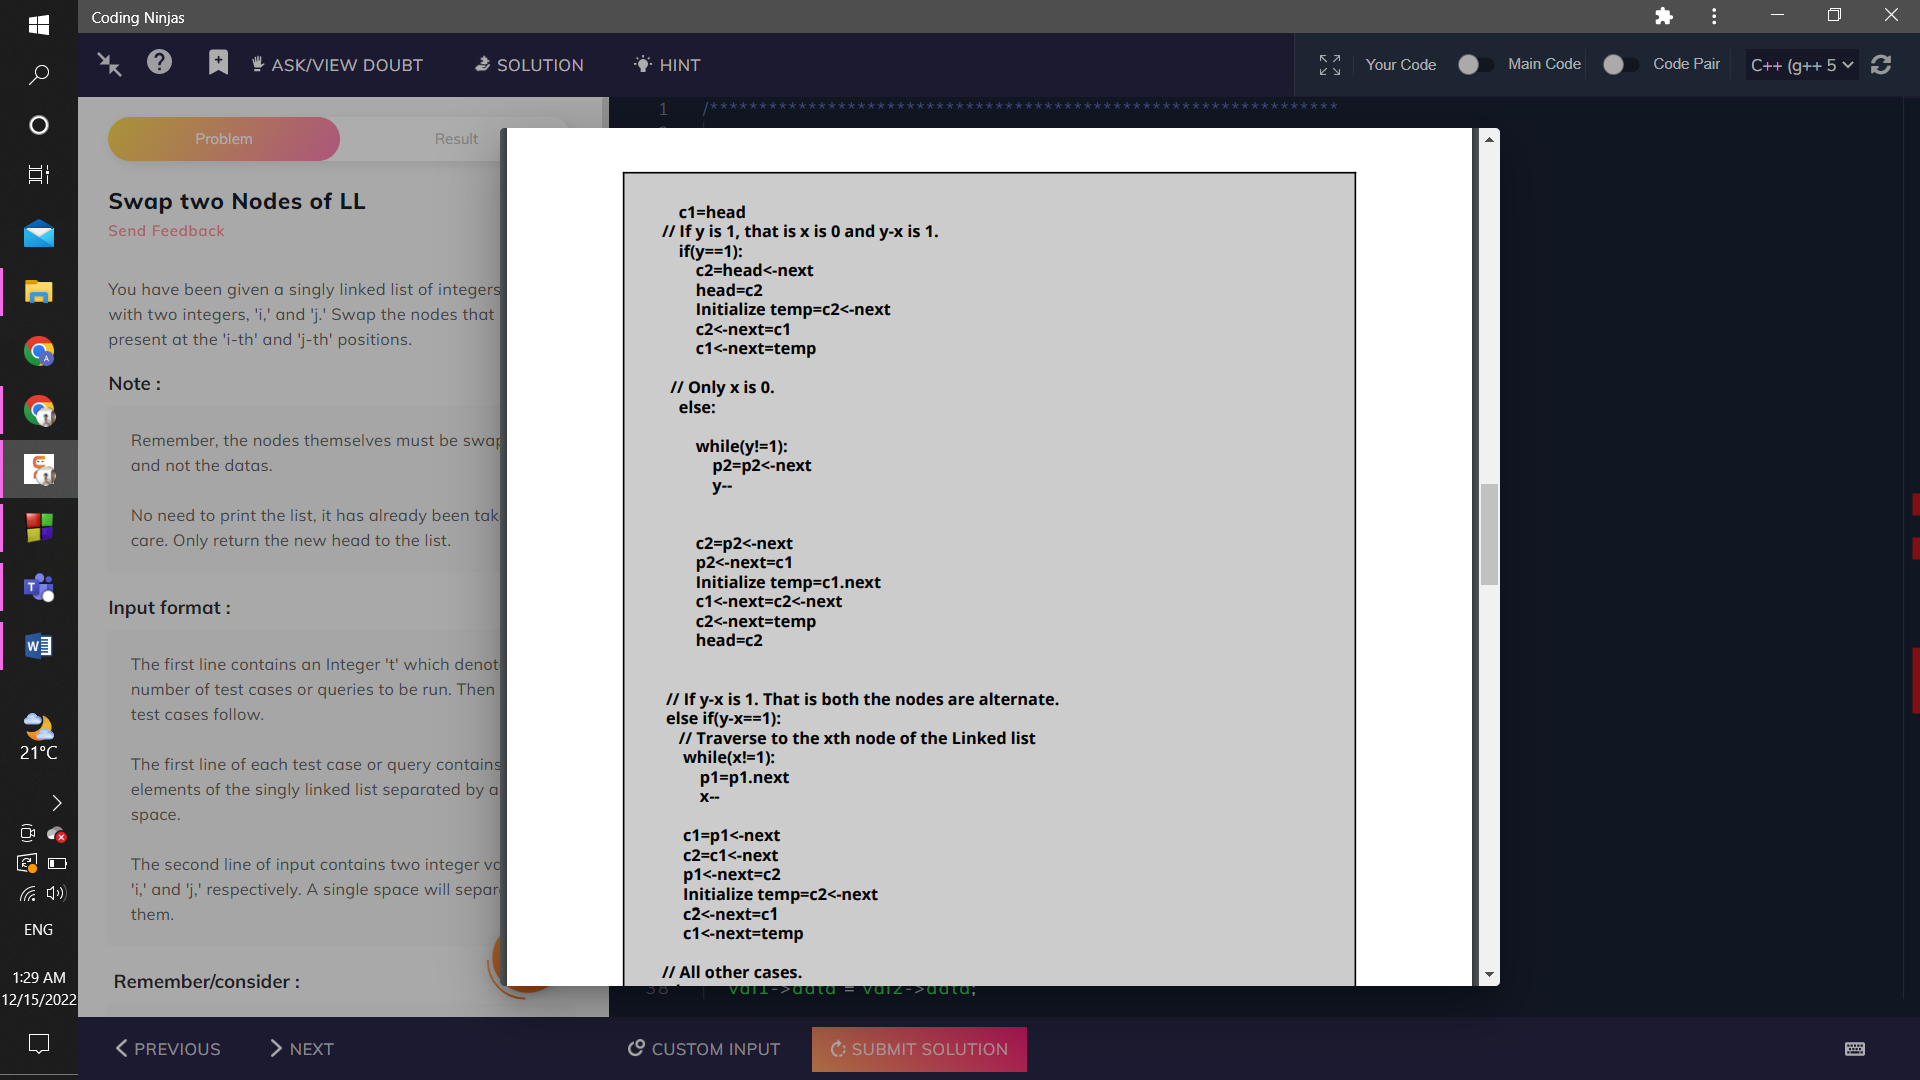 Coding Ninjas
ASK/VIEW DOUBT
SOLUTION
HINT
Your Code
Main Code
Code Pair
C++ (g++ 5
Problem
Result
Swap two Nodes of LL
Send Feedback
You have been given a singly linked list of integers
with two integers, 'i,' and 'j.' Swap the nodes that
present at the 'i-th' and 'j-th' positions.
Note :
Remember, the nodes themselves must be swap
and not the datas.
No need to print the list, it has already been tak
care. Only return the new head to the list.
Input format :
The first line contains an Integer 't' which denot
number of test cases or queries to be run. Then
test cases follow.
The first line of each test case or query contains
elements of the singly linked list separated by a
space.
The second line of input contains two integer va
'i,' and 'j,' respectively. A single space will separ
them.
Remember/consider :
1 /****************************************************************
c1=head
// If y is 1, that is x is 0 and y-x is 1.
if(y==1):
c2=head<-next
head=c2
Initialize temp=c2<-next
c2<-next=c1
c1<-next=temp
// Only x is 0.
else:
while(y!=1):
p2=p2<-next
y--
c2=p2<-next
p2<-next=c1
Initialize temp=c1.next
c1<-next=c2<-next
c2<-next=temp
head=c2
// If y-x is 1. That is both the nodes are alternate.
else if(y-x==1):
// Traverse to the xth node of the Linked list
while(x!=1):
p1=p1.next
x--
c1=p1<-next
c2=c1<-next
p1<-next=c2
Initialize temp=c2<-next
c2<-next=c1
c1<-next=temp
// All other cases.
38 val1->data = val2->data;
PREVIOUS
NEXT
CUSTOM INPUT
SUBMIT SOLUTION
21°C
ENG
1:29 AM
12/15/2022